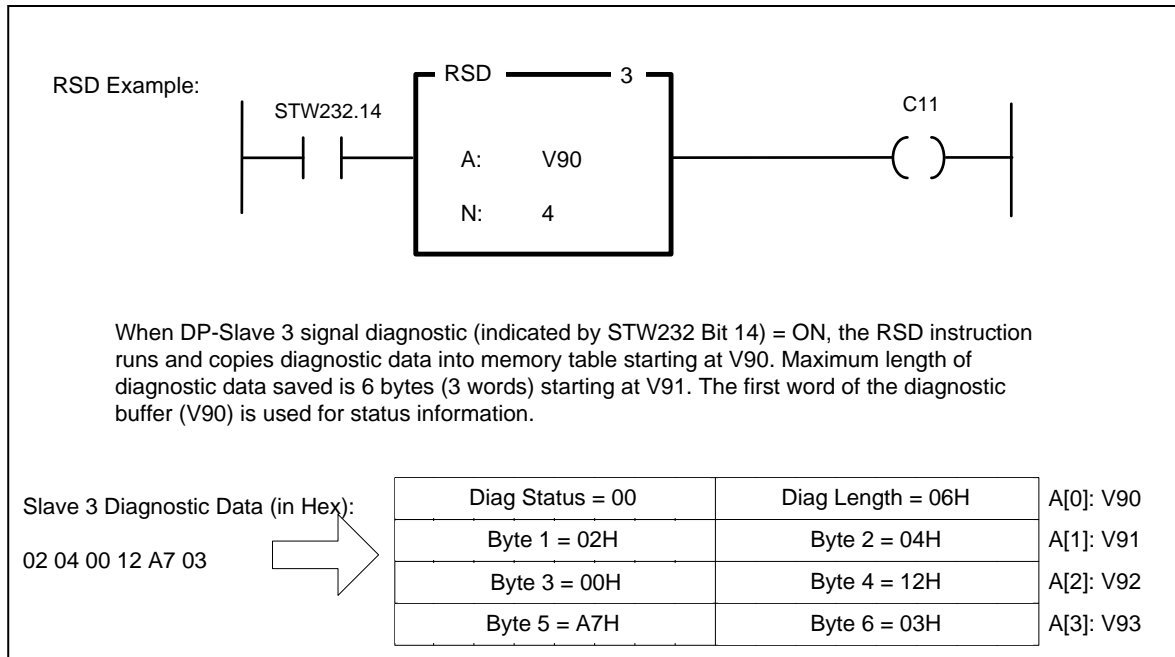 RSD Example:
STW232.14
RSD 3
A: V90
N: 4
C11
When DP-Slave 3 signal diagnostic (indicated by STW232 Bit 14) = ON, the RSD instruction
runs and copies diagnostic data into memory table starting at V90. Maximum length of
diagnostic data saved is 6 bytes (3 words) starting at V91. The first word of the diagnostic
buffer (V90) is used for status information.
Slave 3 Diagnostic Data (in Hex):
02 04 00 12 A7 03
Diag Status = 00 Diag Length = 06H A[0]: V90
Byte 1 = 02H Byte 2 = 04H A[1]: V91
Byte 3 = 00H Byte 4 = 12H A[2]: V92
Byte 5 = A7H Byte 6 = 03H A[3]: V93